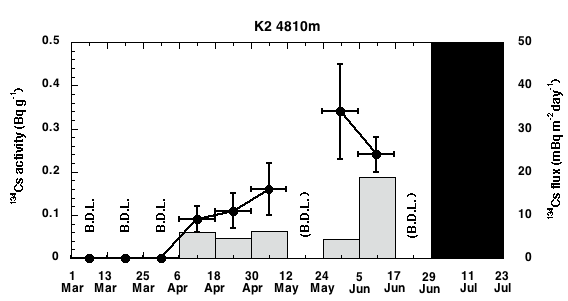 K2 4810m
0.5
0.4
0.3
0.2
0.1
0
¹³⁴Cs activity (Bq g⁻¹)
50
40
30
20
10
0
¹³⁴Cs flux (mBq m⁻² day⁻¹)
B.D.L.
B.D.L.
B.D.L.
(B.D.L.)
(B.D.L.)
1 13 25 6 18 30 12 24 5 17 29 11 23
Mar Mar Mar Apr Apr Apr May May Jun Jun Jun Jul Jul